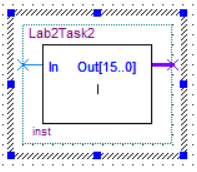 Lab2Task2
In Out[15..0]
I
inst